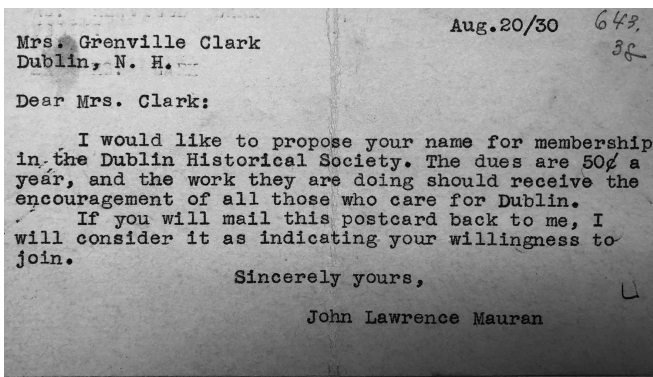 Aug.20/30
643.
38
Mrs. Grenville Clark
Dublin, N. H.
Dear Mrs. Clark:
I would like to propose your name for membership
in the Dublin Historical Society. The dues are 50¢ a
year, and the work they are doing should receive the
encouragement of all those who care for Dublin.
If you will mail this postcard back to me, I
will consider it as indicating your willingness to
join.
Sincerely yours,
John Lawrence Mauran